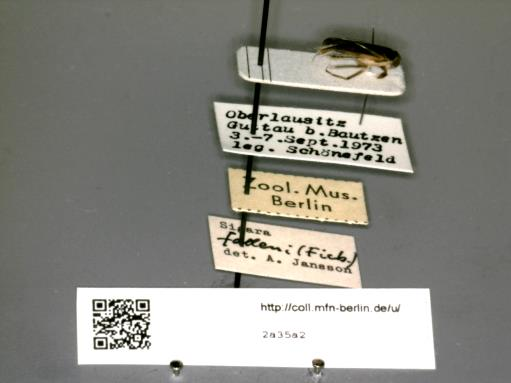 Oberlausitz
Guttau b. Bautzen
3.-7. Sept. 1973
leg. Schönefeld
Zool. Mus.
Berlin
Sigara
falleni (Fieb.)
det. A. Jansson
http://coll.mfn-berlin.de/u/
2a35a2